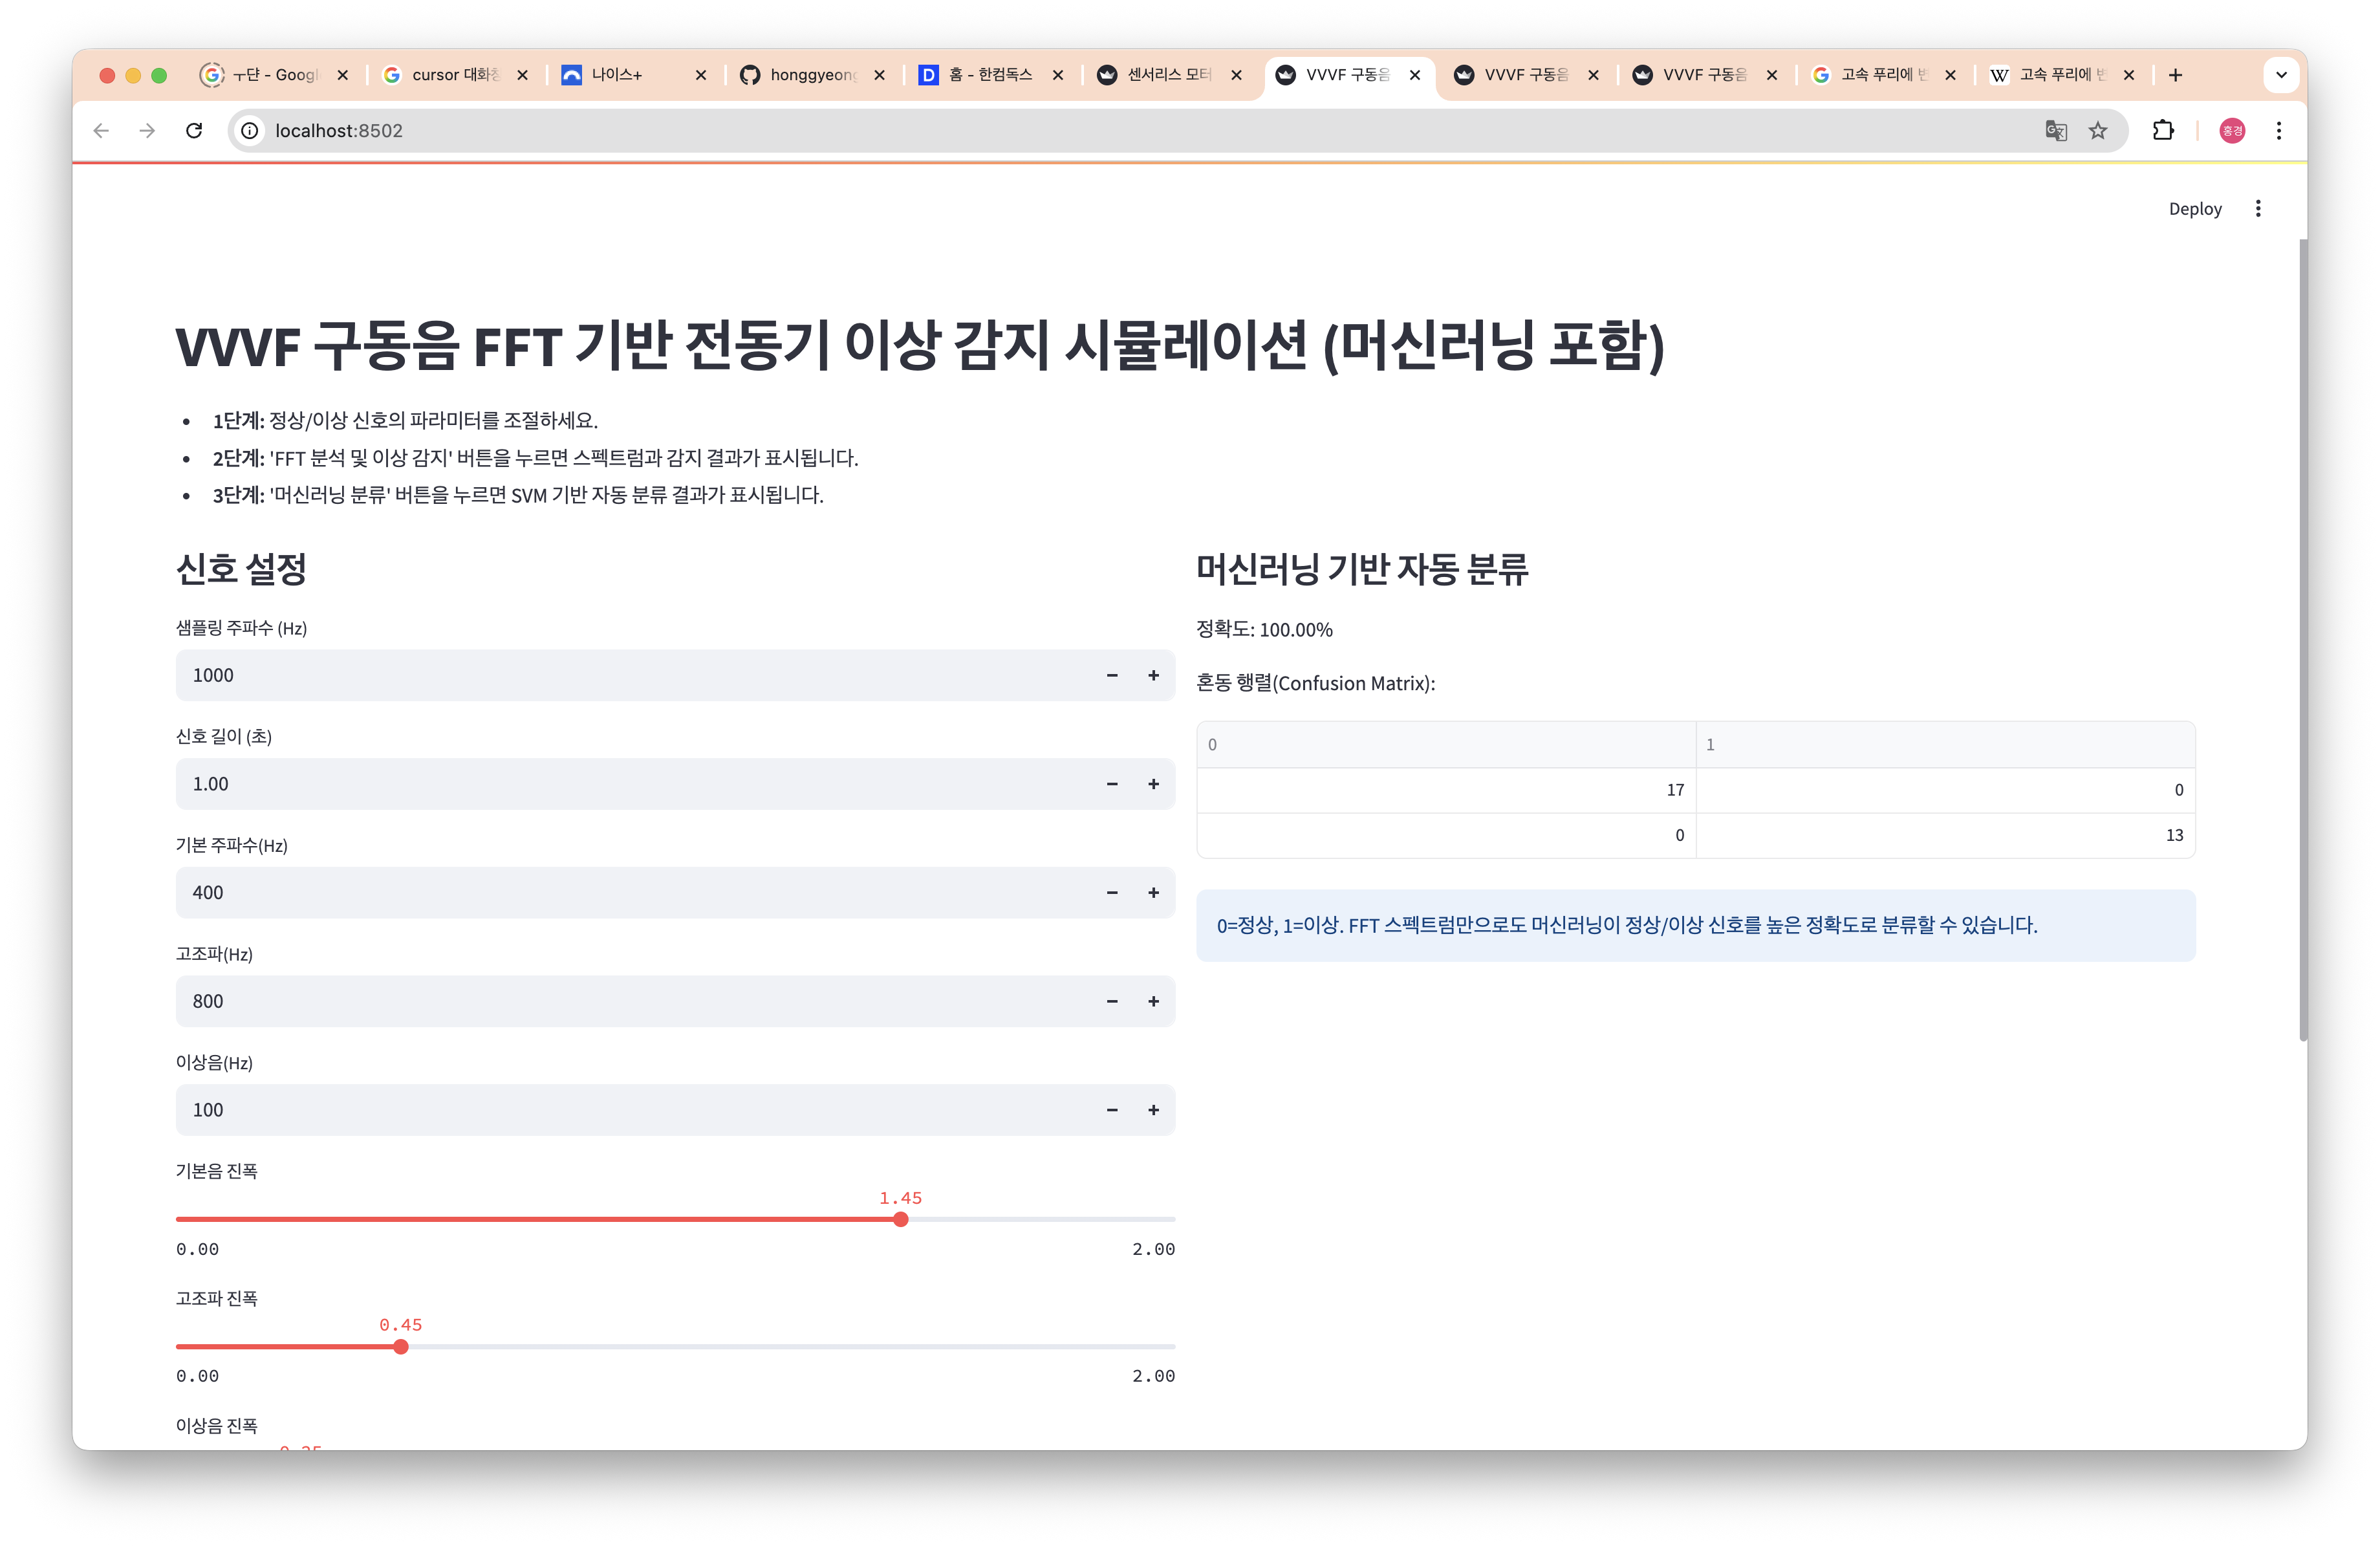 ㅜ댠 - Googl
cursor 대화창
나이스+
honggyeong
홈 - 한컴독스
센서리스 모터
VVVF 구동음
VVVF 구동음
VVVF 구동음
고속 푸리에 변
고속 푸리에 변
localhost:8502
홍경
Deploy
VVVF 구동음 FFT 기반 전동기 이상 감지 시뮬레이션 (머신러닝 포함)
1단계: 정상/이상 신호의 파라미터를 조절하세요.
2단계: 'FFT 분석 및 이상 감지' 버튼을 누르면 스펙트럼과 감지 결과가 표시됩니다.
3단계: '머신러닝 분류' 버튼을 누르면 SVM 기반 자동 분류 결과가 표시됩니다.
신호 설정
샘플링 주파수 (Hz)
1000
신호 길이 (초)
1.00
기본 주파수(Hz)
400
고조파(Hz)
800
이상음(Hz)
100
기본음 진폭
1.45
0.00 2.00
고조파 진폭
0.45
0.00 2.00
이상음 진폭
머신러닝 기반 자동 분류
정확도: 100.00%
혼동 행렬(Confusion Matrix):
0 1
17 0
0 13
0=정상, 1=이상. FFT 스펙트럼만으로도 머신러닝이 정상/이상 신호를 높은 정확도로 분류할 수 있습니다.